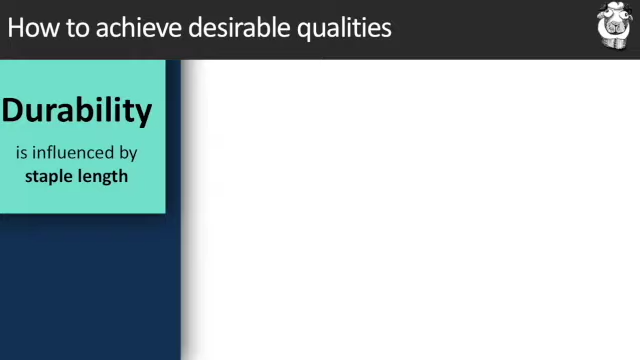 How to achieve desirable qualities
Durability
is influenced by
staple length